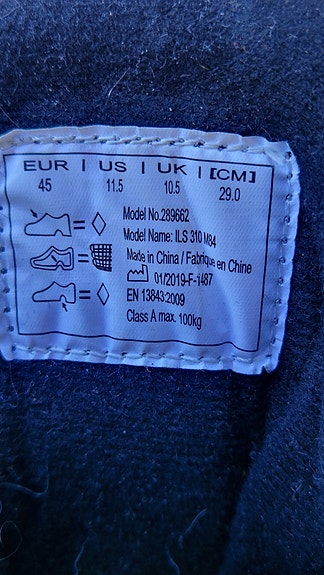 EUR | US | UK | [CM]
45 11.5 10.5 29.0
Model No.289662
Model Name: ILS 310 M84
Made in China / Fabriqué en Chine
01/2019-F-1487
EN 13843:2009
Class A max. 100kg